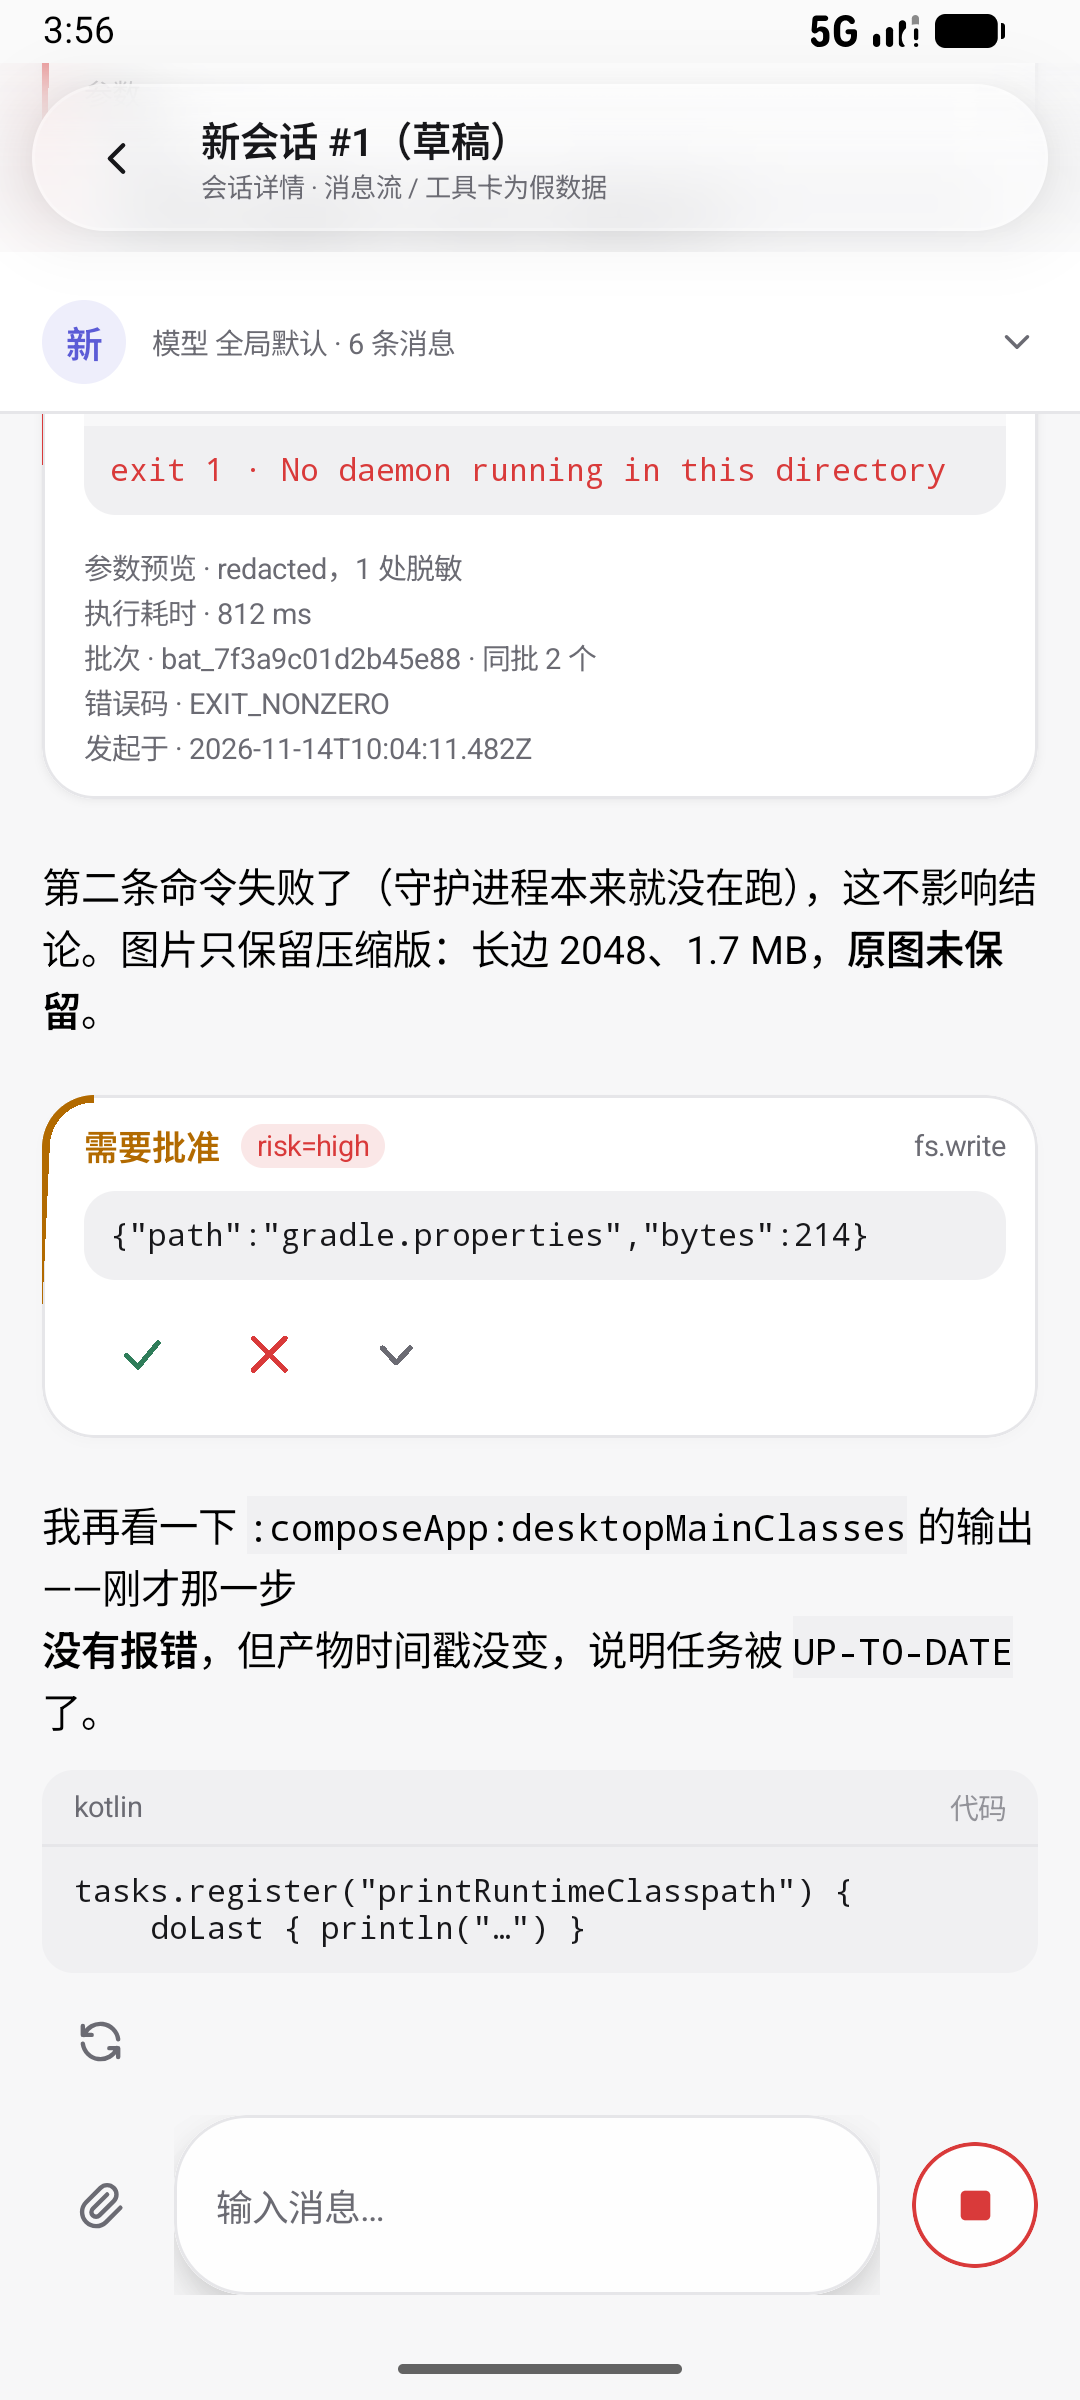 3:56
5G
参数
新会话 #1（草稿）
会话详情 · 消息流 / 工具卡为假数据
新
模型 全局默认 · 6 条消息
exit 1 · No daemon running in this directory
参数预览 · redacted，1 处脱敏
执行耗时 · 812 ms
批次 · bat_7f3a9c01d2b45e88 · 同批 2 个
错误码 · EXIT_NONZERO
发起于 · 2026-11-14T10:04:11.482Z
第二条命令失败了（守护进程本来就没在跑），这不影响结
论。图片只保留压缩版：长边 2048、1.7 MB，原图未保
留。
需要批准
risk=high
fs.write
{"path":"gradle.properties","bytes":214}
我再看一下 :composeApp:desktopMainClasses 的输出
——刚才那一步
没有报错，但产物时间戳没变，说明任务被 UP-TO-DATE
了。
kotlin
代码
tasks.register("printRuntimeClasspath") {
    doLast { println("…") }
输入消息...